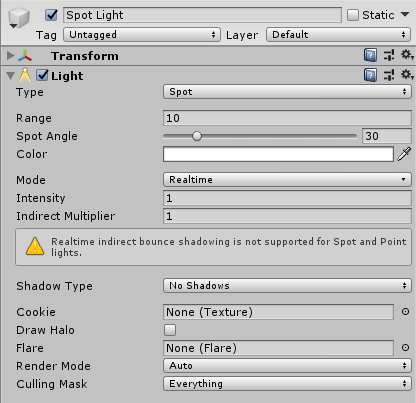 Spot Light Static
Tag Untagged Layer Default
Transform
Light
Type Spot
Range 10
Spot Angle 30
Color
Mode Realtime
Intensity 1
Indirect Multiplier 1
Realtime indirect bounce shadowing is not supported for Spot and Point
lights.
Shadow Type No Shadows
Cookie None (Texture)
Draw Halo
Flare None (Flare)
Render Mode Auto
Culling Mask Everything